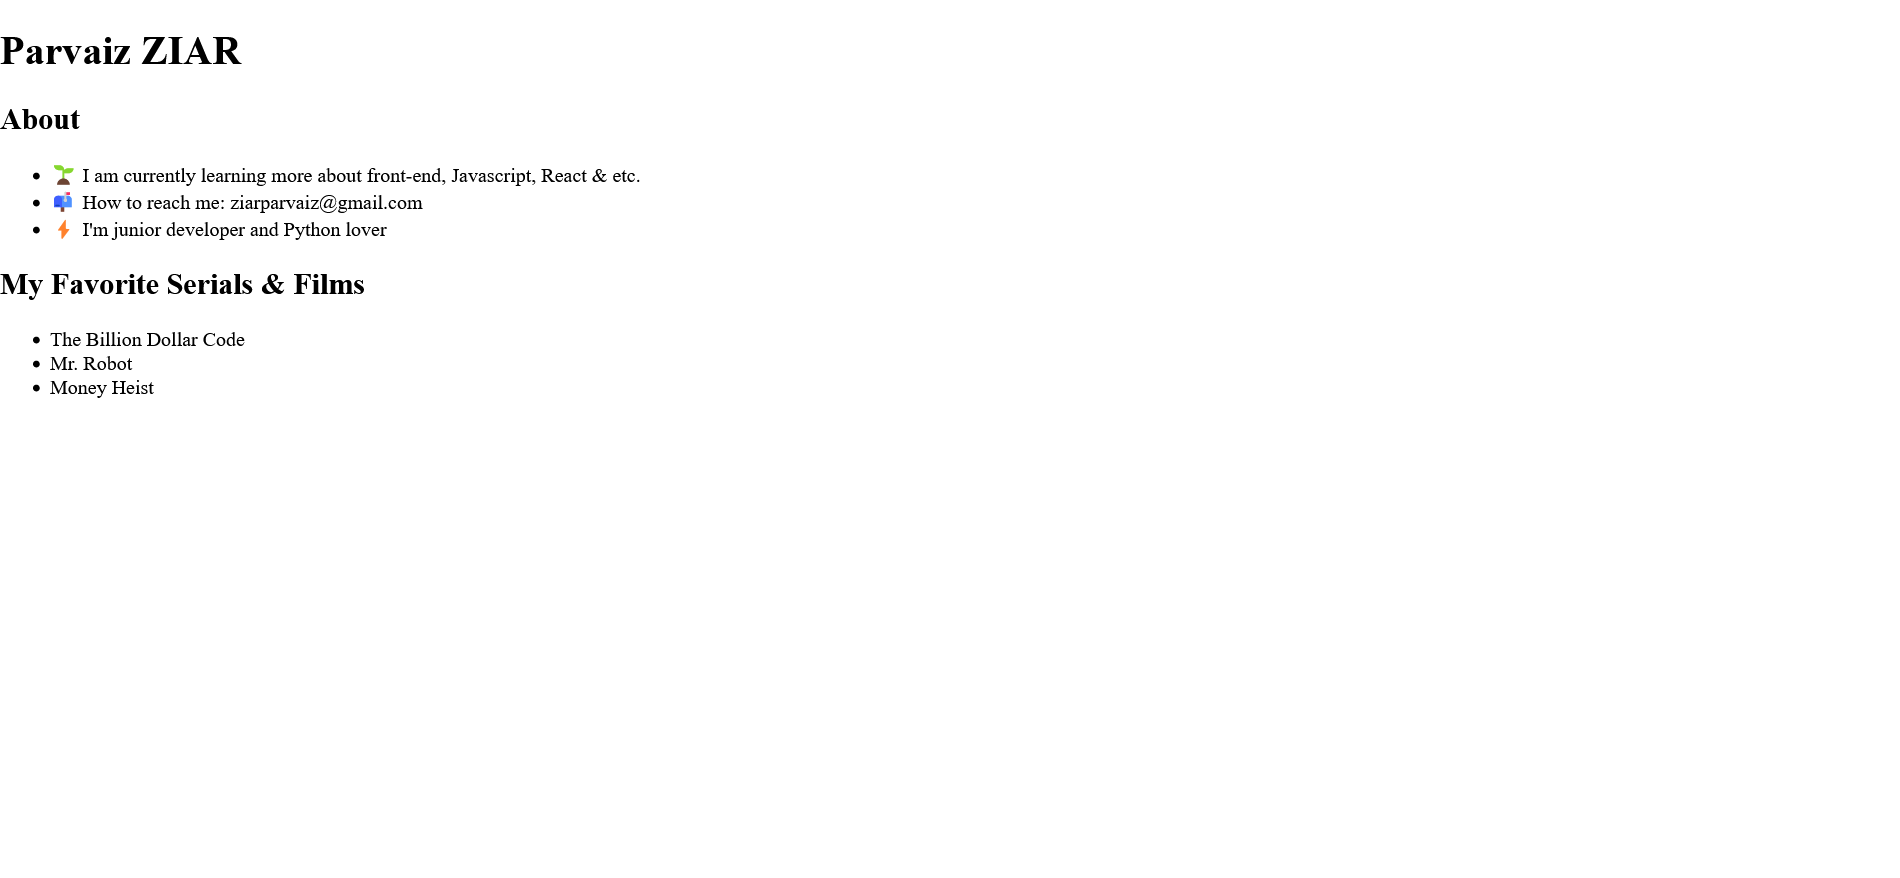 Parvaiz ZIAR
About
🌱 I am currently learning more about front-end, Javascript, React & etc.
📫 How to reach me: ziarparvaiz@gmail.com
⚡ I'm junior developer and Python lover
My Favorite Serials & Films
The Billion Dollar Code
Mr. Robot
Money Heist